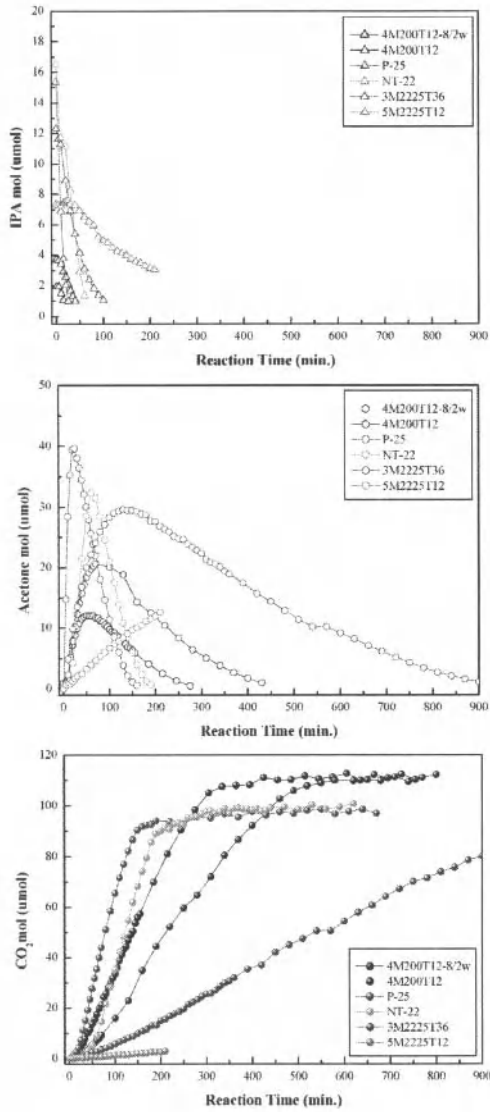 20
18
16
14
12
10
8
6
4
2
0
IPA mol (umol)
4M200T12-8/2w
4M200T12
P-25
NT-22
3M2225T36
5M2225T12
0 100 200 300 400 500 600 700 800 900
Reaction Time (min.)
50
40
30
20
10
0
Acetone mol (umol)
4M200T12-8/2w
4M200T12
P-25
NT-22
3M2225T36
5M2225T12
0 100 200 300 400 500 600 700 800 900
Reaction Time (min.)
120
100
80
60
40
20
0
CO2mol (umol)
4M200T12-8/2w
4M200T12
P-25
NT-22
3M2225T36
5M2225T12
0 100 200 300 400 500 600 700 800 900
Reaction Time (min.)